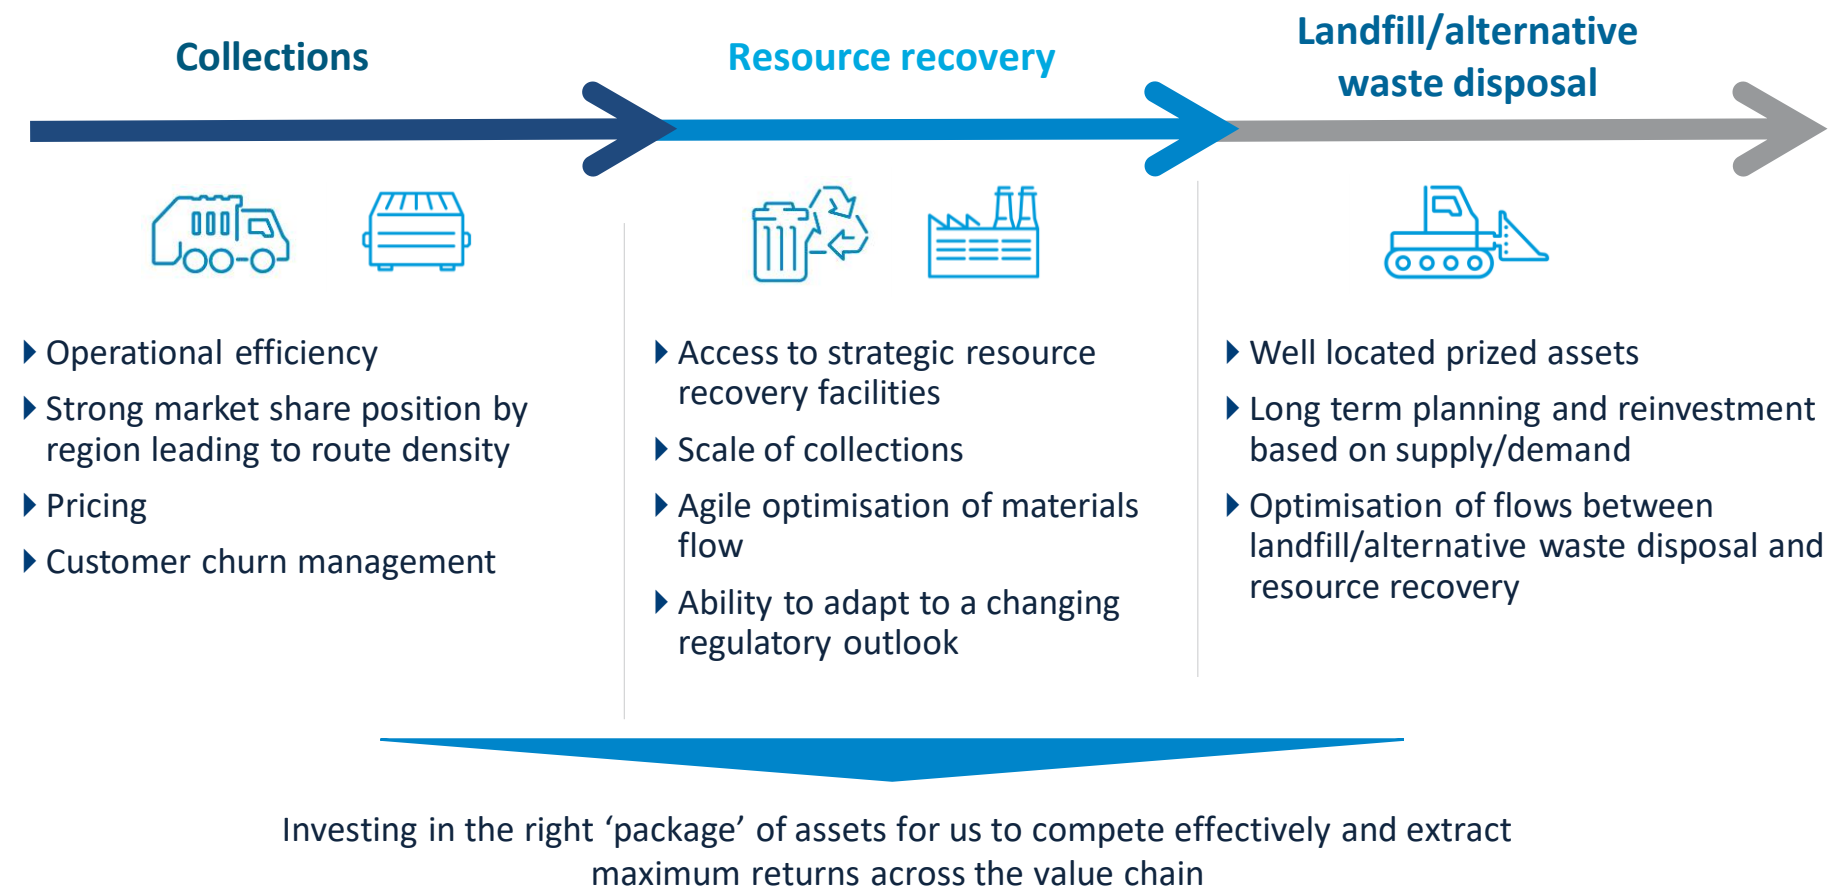 Collections
Operational efficiency
Strong market share position by
region leading to route density
Pricing
Customer churn management
Resource recovery
Access to strategic resource
recovery facilities
Scale of collections
Agile optimisation of materials
flow
Ability to adapt to a changing
regulatory outlook
Landfill/alternative
waste disposal
Well located prized assets
Long term planning and reinvestment
based on supply/demand
Optimisation of flows between
landfill/alternative waste disposal and
resource recovery
Investing in the right ‘package’ of assets for us to compete effectively and extract
maximum returns across the value chain